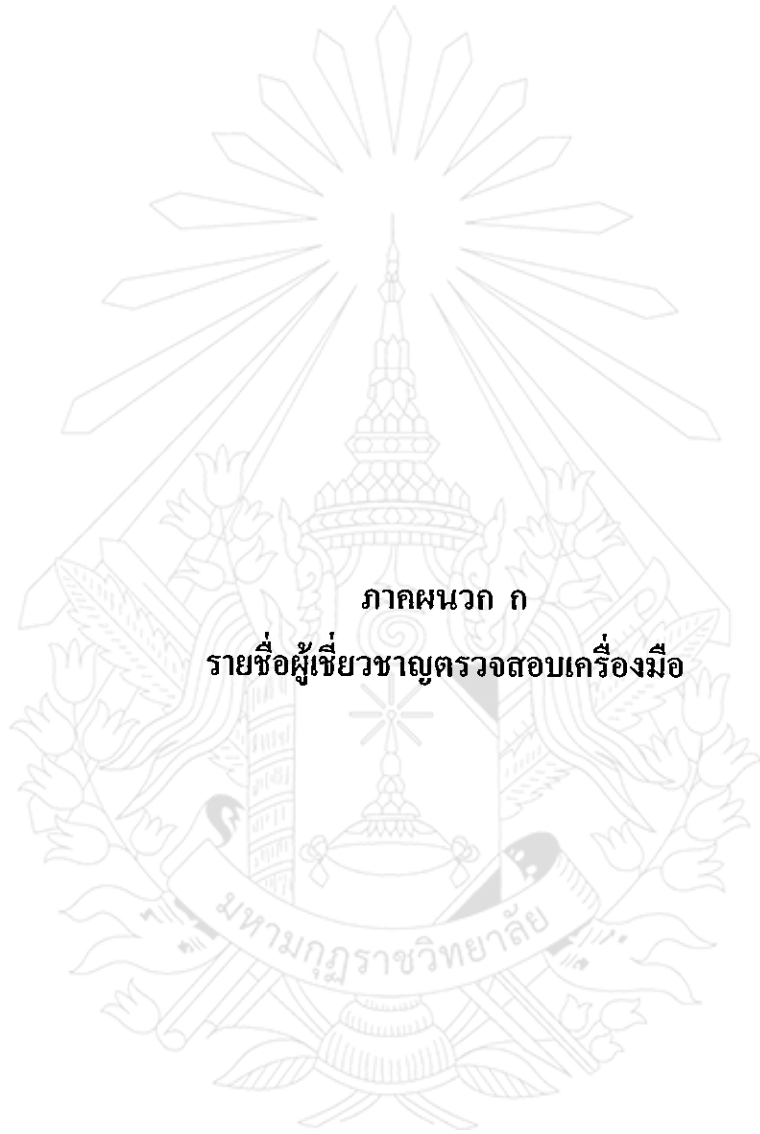 ภาคผนวก ก
รายชื่อผู้เชี่ยวชาญตรวจสอบเครื่องมือ
มหามกุฏราชวิทยาลัย